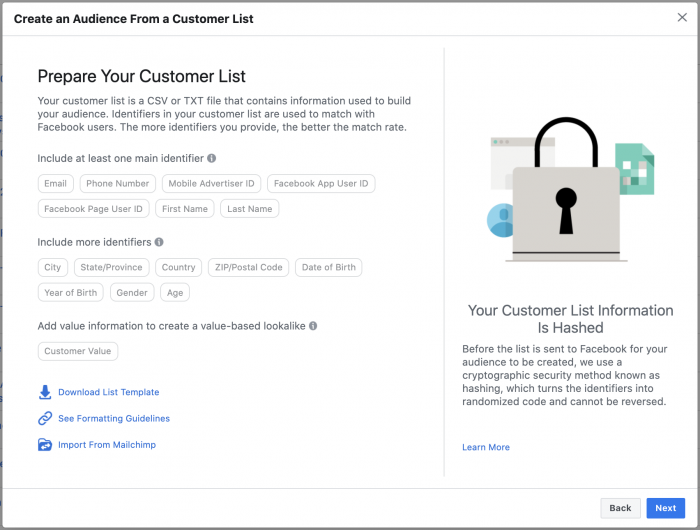 Create an Audience From a Customer List
Prepare Your Customer List
Your customer list is a CSV or TXT file that contains information used to build
your audience. Identifiers in your customer list are used to match with
Facebook users. The more identifiers you provide, the better the match rate.
Include at least one main identifier
Email
Phone Number
Mobile Advertiser ID
Facebook App User ID
Facebook Page User ID
First Name
Last Name
Include more identifiers
City
State/Province
Country
ZIP/Postal Code
Date of Birth
Year of Birth
Gender
Age
Add value information to create a value-based lookalike
Customer Value
Download List Template
See Formatting Guidelines
Import From Mailchimp
Your Customer List Information
Is Hashed
Before the list is sent to Facebook for your
audience to be created, we use a
cryptographic security method known as
hashing, which turns the identifiers into
randomized code and cannot be reversed.
Learn More
Back
Next